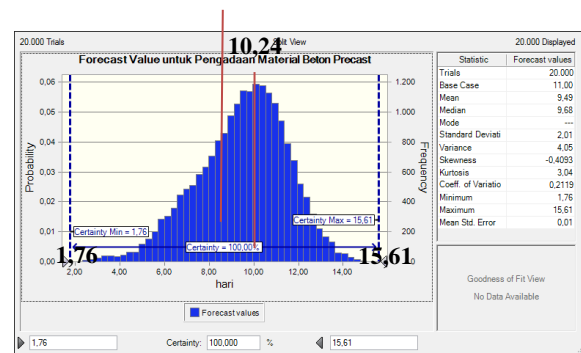 20.000 Trials
Split View
20.000 Displayed
10,24
Forecast Value untuk Pengadaan Material Beton Precast
Statistic Forecast values
Trials 20.000
Base Case 11,00
Mean 9,49
Median 9,68
Mode ---
Standard Deviati 2,01
Variance 4,05
Skewness -0,4093
Kurtosis 3,04
Coeff. of Variatio 0,2119
Minimum 1,76
Maximum 15,61
Mean Std. Error 0,01
0,06
0,05
0,04
0,03
0,02
0,01
0,00
Probability
1.200
1.000
800
600
400
200
0
Frequency
Certainty Min = 1,76
Certainty Max = 15,61
Certainty = 100,00%
1,76
15,61
2,00 4,00 6,00 8,00 10,00 12,00 14,00
hari
Forecast values
Goodness of Fit View
No Data Available
1,76
Certainty: 100.000 %
15,61